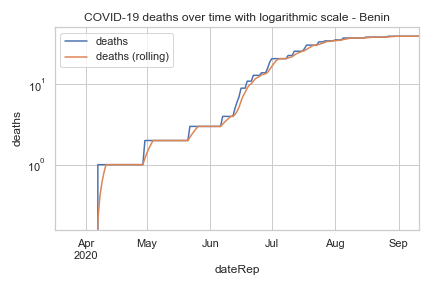 COVID-19 deaths over time with logarithmic scale - Benin
deaths
deaths (rolling)
10¹
10⁰
deaths
Apr May Jun Jul Aug Sep
2020
dateRep